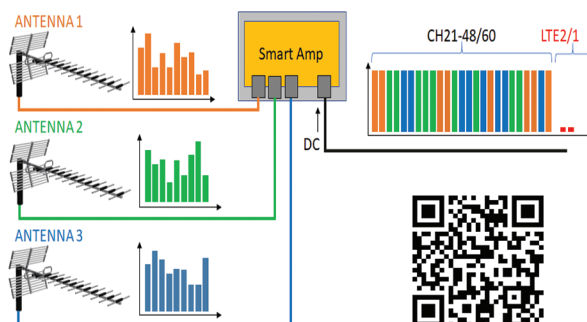 ANTENNA 1
Smart Amp
CH21-48/60
LTE2/1
ANTENNA 2
DC
ANTENNA 3